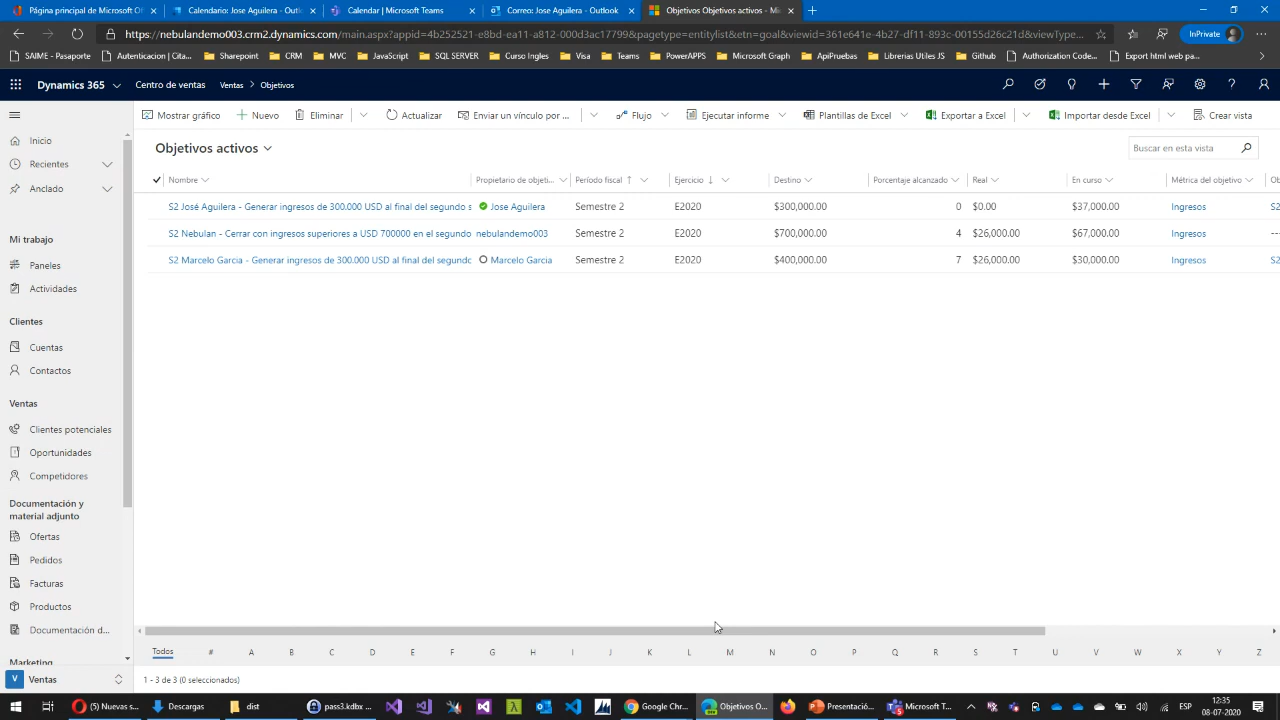 Página principal de Microsoft Of
Calendario: Jose Aguilera - Outlo
Calendar | Microsoft Teams
Correo: Jose Aguilera - Outlook
Objetivos Objetivos activos - Mi
https://nebulandemo003.crm2.dynamics.com/main.aspx?appid=4b252521-e8bd-ea11-a812-000d3ac17799&pagetype=entitylist&etn=goal&viewid=361e641e-4b27-df11-893c-00155d26c21d&viewType...
InPrivate
SAIME - Pasaporte
Autenticacion | Cita...
Sharepoint
CRM
MVC
JavaScript
SQL SERVER
Curso Ingles
Visa
Teams
PowerAPPS
Microsoft Graph
ApiPruebas
Librerias Utiles JS
Github
Authorization Code...
Export html web pa...
Dynamics 365
Centro de ventas
Ventas > Objetivos
Mostrar gráfico
Nuevo
Eliminar
Actualizar
Enviar un vínculo por ...
Flujo
Ejecutar informe
Plantillas de Excel
Exportar a Excel
Importar desde Excel
Crear vista
Inicio
Recientes
Anclado
Mi trabajo
Paneles
Actividades
Clientes
Cuentas
Contactos
Ventas
Clientes potenciales
Oportunidades
Competidores
Documentación y
material adjunto
Ofertas
Pedidos
Facturas
Productos
Documentación d...
Marketing
V Ventas
Objetivos activos
Buscar en esta vista
Nombre Propietario de objeti... Período fiscal ↑ Ejercicio ↓ Destino Porcentaje alcanzado Real En curso Métrica del objetivo Ob
S2 José Aguilera - Generar ingresos de 300.000 USD al final del segundo s Jose Aguilera Semestre 2 E2020 $300,000.00 0 $0.00 $37,000.00 Ingresos S2
S2 Nebulan - Cerrar con ingresos superiores a USD 700000 en el segundo nebulandemo003 Semestre 2 E2020 $700,000.00 4 $26,000.00 $67,000.00 Ingresos ---
S2 Marcelo Garcia - Generar ingresos de 300.000 USD al final del segundo Marcelo Garcia Semestre 2 E2020 $400,000.00 7 $26,000.00 $30,000.00 Ingresos S2
Todos # A B C D E F G H I J K L M N O P Q R S T U V W X Y Z
1 - 3 de 3 (0 seleccionados)
(5) Nuevas s...
Descargas
dist
pass3.kdbx ...
Google Chr...
Objetivos O...
Presentació...
Microsoft T...
ESP
12:35
08-07-2020